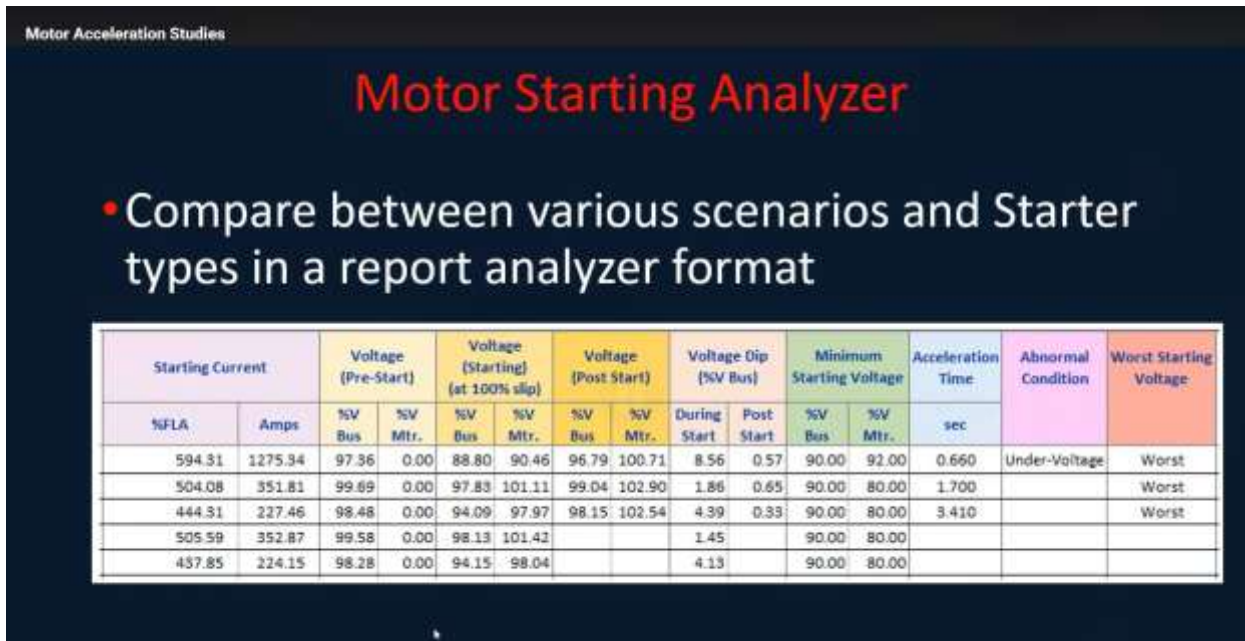 Motor Acceleration Studies
Motor Starting Analyzer
•Compare between various scenarios and Starter
types in a report analyzer format
Starting Current Voltage (Pre-Start) Voltage (Starting) (at 100% slip) Voltage (Post Start) Voltage Dip (%V Bus) Minimum Starting Voltage Acceleration Time Abnormal Condition Worst Starting Voltage
%FLA Amps %V Bus %V Mtr. %V Bus %V Mtr. %V Bus %V Mtr. During Start Post Start %V Bus %V Mtr. sec
594.31 1275.34 97.36 0.00 88.80 90.46 96.79 100.71 8.56 0.57 90.00 92.00 0.660 Under-Voltage Worst
504.08 351.81 99.69 0.00 97.83 101.11 99.04 102.90 1.86 0.65 90.00 80.00 1.700 Worst
444.31 227.46 98.48 0.00 94.09 97.97 98.15 102.54 4.39 0.33 90.00 80.00 3.410 Worst
505.59 352.87 99.58 0.00 98.13 101.42 1.45 90.00 80.00
437.85 224.15 98.28 0.00 94.15 98.04 4.13 90.00 80.00